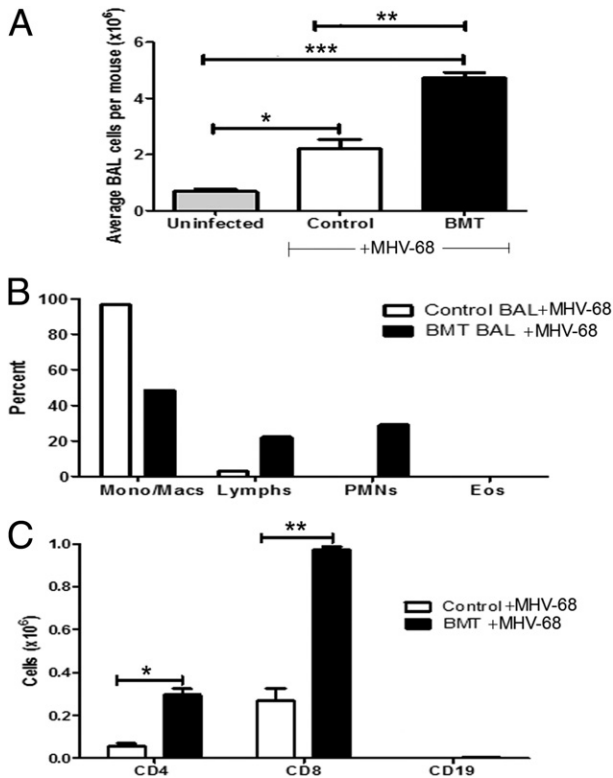 A
Average BAL cells per mouse (x10⁶)
6
4
2
0
*
***
**
Uninfected Control BMT
+MHV-68
B
Percent
100
80
60
40
20
0
Control BAL+MHV-68
BMT BAL +MHV-68
Mono/Macs Lymphs PMNs Eos
C
Cells (x10⁶)
1.0
0.8
0.6
0.4
0.2
0.0
*
**
Control+MHV-68
BMT +MHV-68
CD4 CD8 CD19